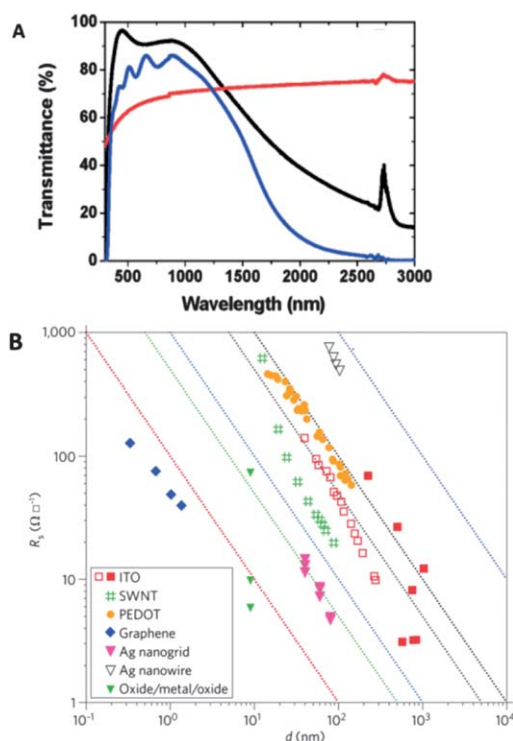 A
Transmittance (%)
100
80
60
40
20
0
500 1000 1500 2000 2500 3000
Wavelength (nm)
B
1,000
100
10
1
Rs (Ω □⁻¹)
ITO
SWNT
PEDOT
Graphene
Ag nanogrid
Ag nanowire
Oxide/metal/oxide
10⁻¹ 10⁰ 10¹ 10² 10³ 10⁴
d (nm)